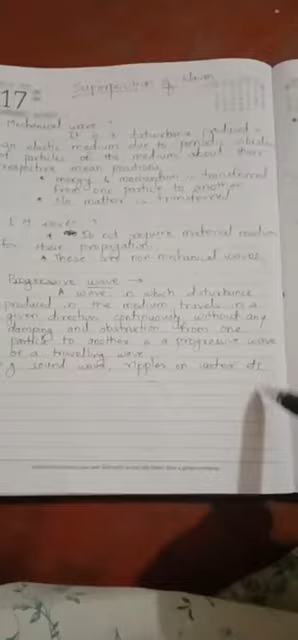 17
Superposition of Waves
Mechanical wave -
It is a disturbance produced
an elastic medium due to periodic
of particles of the medium about their
respective mean positions
energy & momentum is transferred
from one particle to another
No matter is transferred
E M waves
Do not require material medium
for their propagation
These are non-mechanical waves
Progressive wave →
A wave in which disturbance
produced in the medium travels in a
given direction continuously without any
damping and obstruction from one
particle to another is a progressive wave
or a travelling wave
g sound wave, ripples on water etc